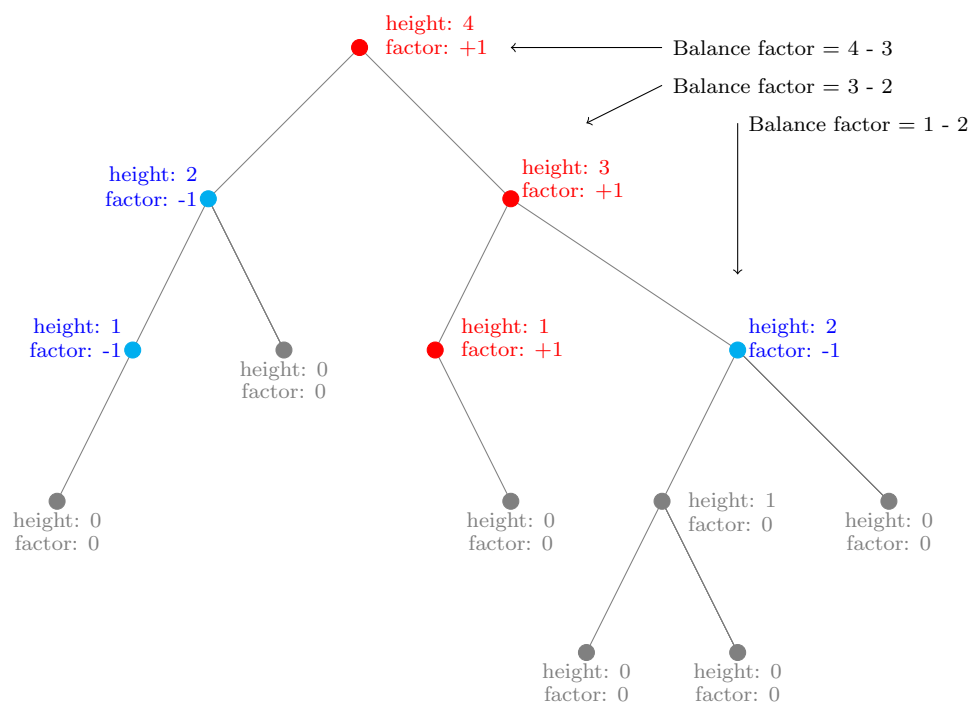 height: 4
factor: +1
Balance factor = 4 - 3
Balance factor = 3 - 2
Balance factor = 1 - 2
height: 2
factor: -1
height: 3
factor: +1
height: 1
factor: -1
height: 0
factor: 0
height: 1
factor: +1
height: 2
factor: -1
height: 0
factor: 0
height: 0
factor: 0
height: 1
factor: 0
height: 0
factor: 0
height: 0
factor: 0
height: 0
factor: 0